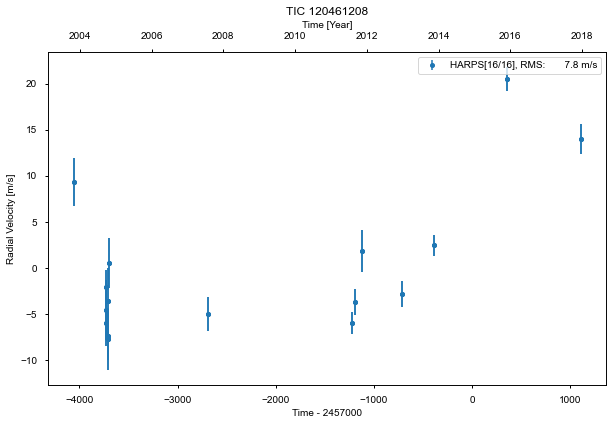 TIC 120461208
Time [Year]
2004 2006 2008 2010 2012 2014 2016 2018
HARPS[16/16], RMS: 7.8 m/s
Radial Velocity [m/s]
20
15
10
5
0
−5
−10
−4000 −3000 −2000 −1000 0 1000
Time - 2457000